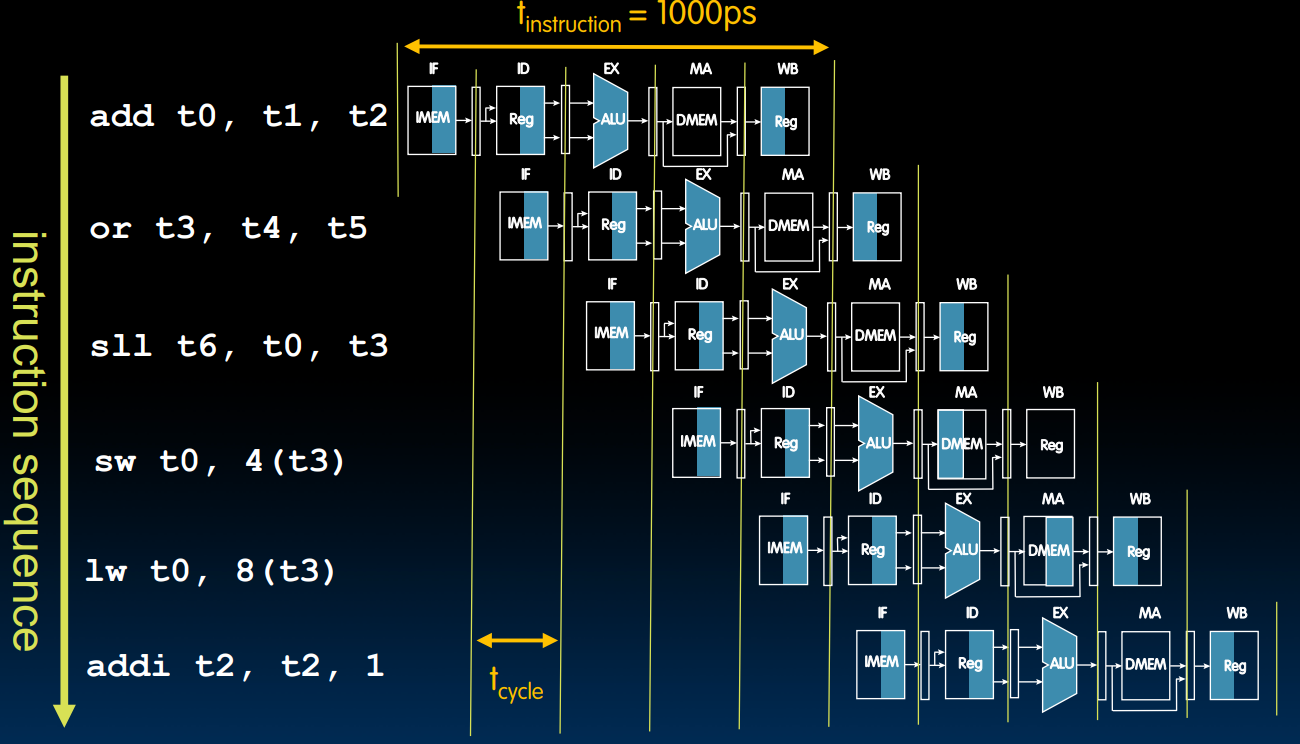 t instruction = 1000ps
IF ID EX MA WB
add t0, t1, t2
IMEM Reg ALU DMEM Reg
IF ID EX MA WB
or t3, t4, t5
IMEM Reg ALU DMEM Reg
IF ID EX MA WB
sll t6, t0, t3
IMEM Reg ALU DMEM Reg
IF ID EX MA WB
sw t0, 4(t3)
IMEM Reg ALU DMEM Reg
IF ID EX MA WB
lw t0, 8(t3)
IMEM Reg ALU DMEM Reg
IF ID EX MA WB
addi t2, t2, 1
IMEM Reg ALU DMEM Reg
t cycle
instruction sequence